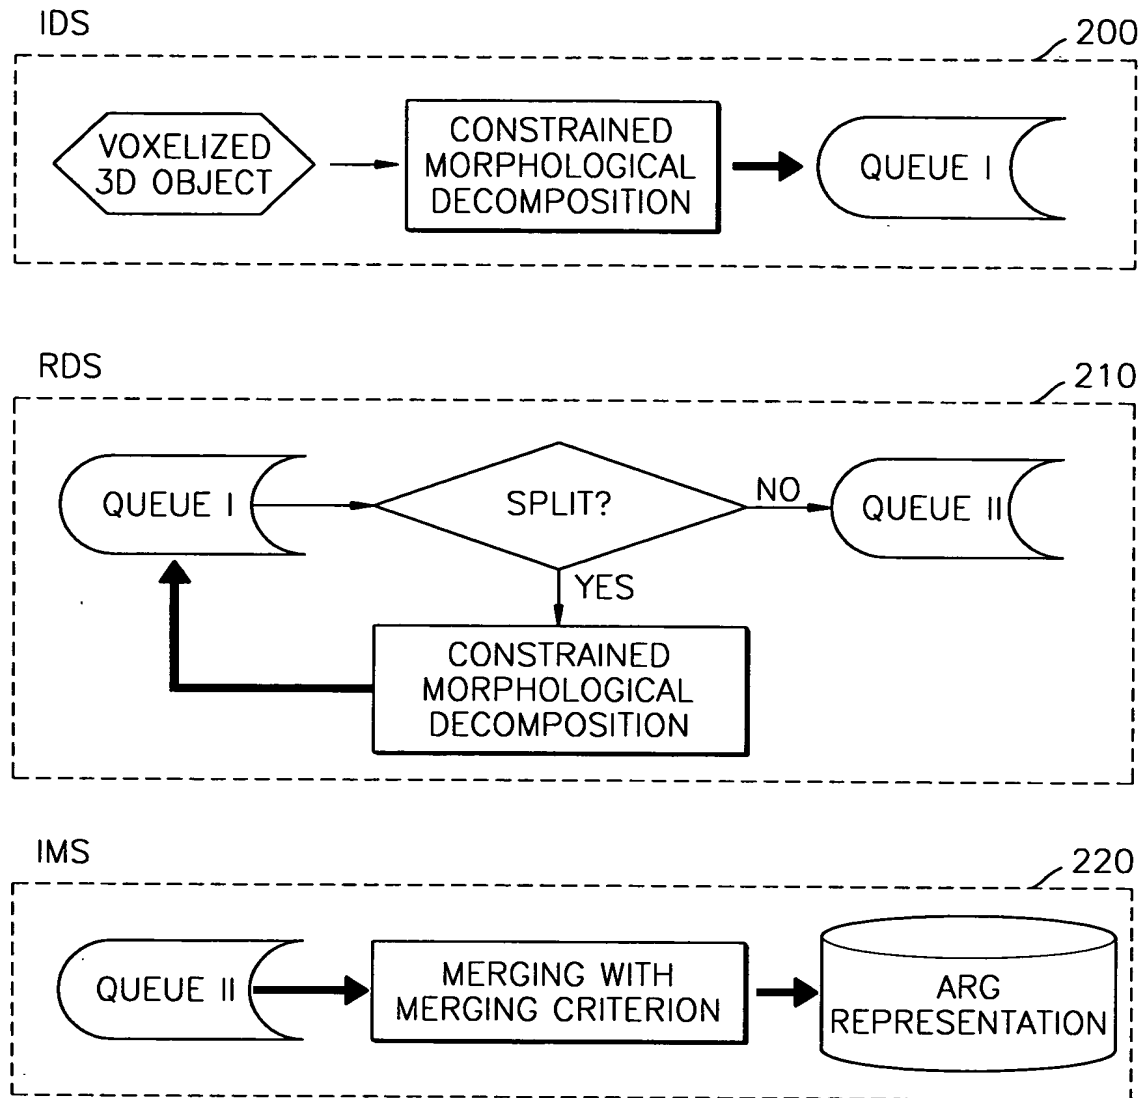 IDS
200
VOXELIZED
3D OBJECT
CONSTRAINED
MORPHOLOGICAL
DECOMPOSITION
QUEUE I
RDS
210
QUEUE I
SPLIT?
NO
QUEUE II
YES
CONSTRAINED
MORPHOLOGICAL
DECOMPOSITION
IMS
220
QUEUE II
MERGING WITH
MERGING CRITERION
ARG
REPRESENTATION